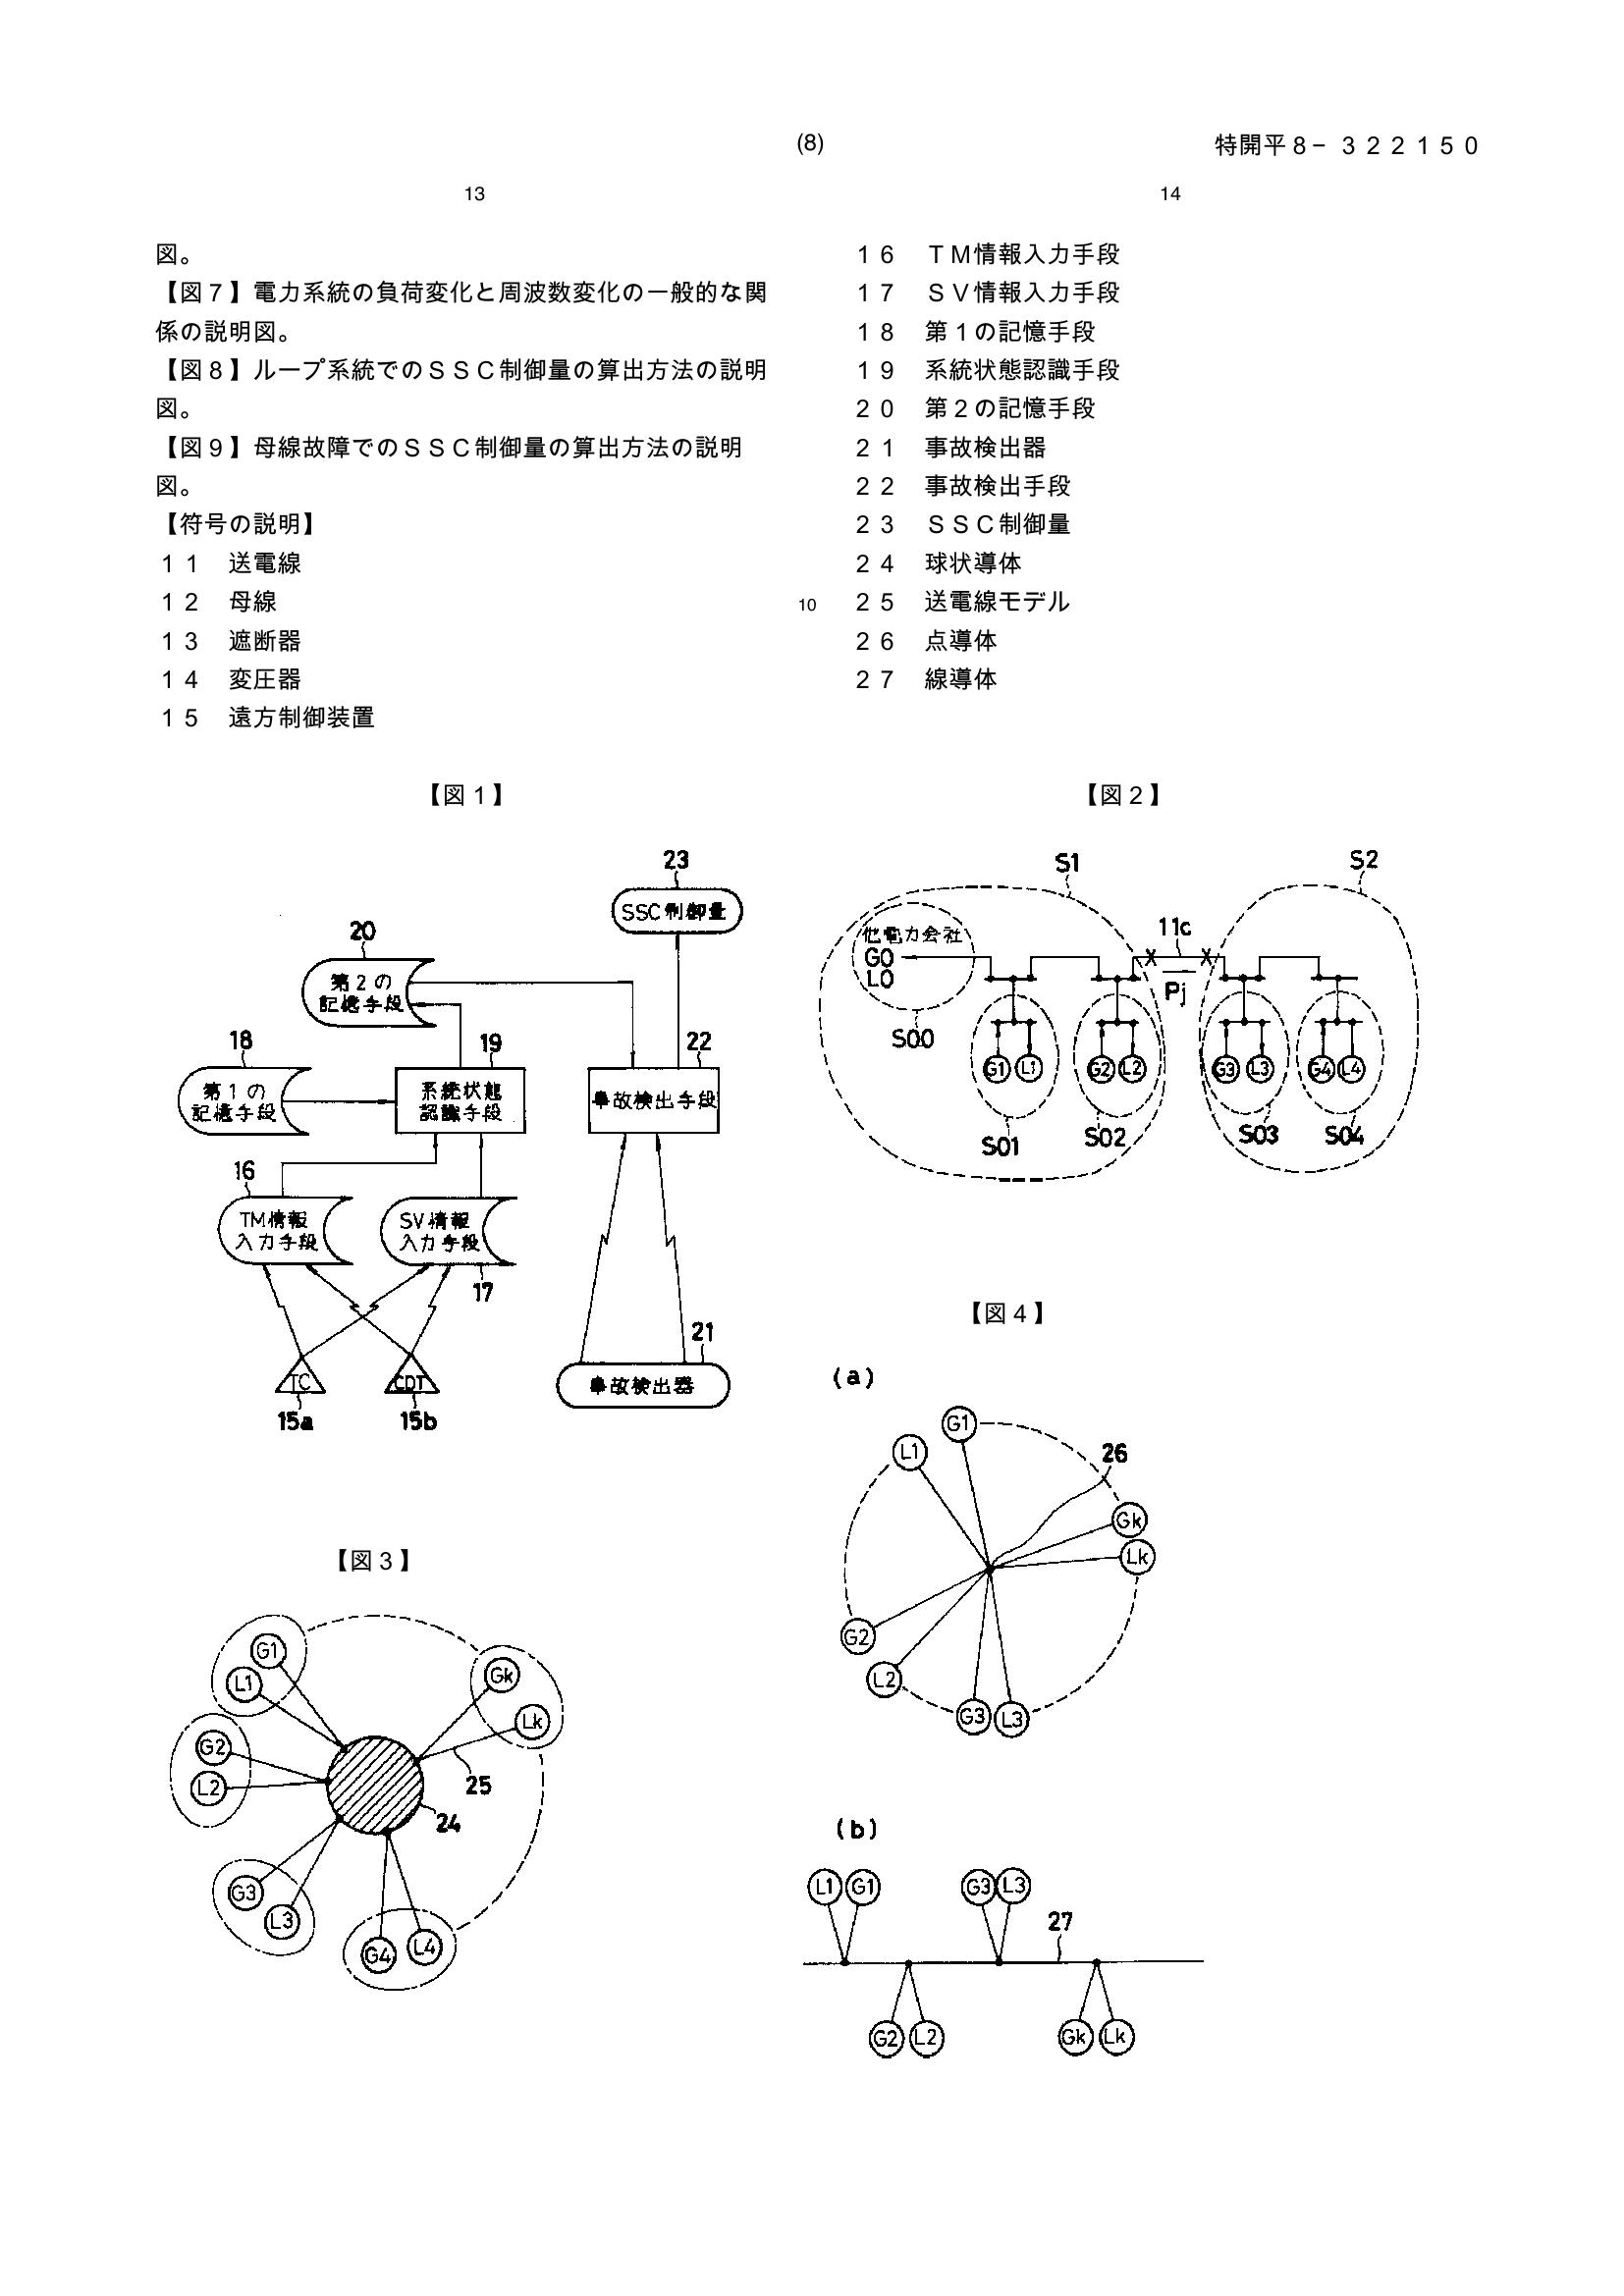 (8)
特開平８－３２２１５０
13
14
図。
【図７】電力系統の負荷変化と周波数変化の一般的な関
係の説明図。
【図８】ループ系統でのＳＳＣ制御量の算出方法の説明
図。
【図９】母線故障でのＳＳＣ制御量の算出方法の説明
図。
【符号の説明】
１１　送電線
１２　母線
１３　遮断器
１４　変圧器
１５　遠方制御装置
１６　ＴＭ情報入力手段
１７　ＳＶ情報入力手段
１８　第１の記憶手段
１９　系統状態認識手段
２０　第２の記憶手段
２１　事故検出器
２２　事故検出手段
２３　ＳＳＣ制御量
２４　球状導体
10
２５　送電線モデル
２６　点導体
２７　線導体
【図１】
23
SSC制御量
20
第2の
記憶手段
18
第1の
記憶手段
19
系統状態
認識手段
22
事故検出手段
16
TM情報
入力手段
SV情報
入力手段
17
TC
15a
CDT
15b
21
事故検出器
【図２】
S1
S2
他電力会社
G0
L0
S00
11c
X
X
Pj
G1
L1
G2
L2
G3
L3
G4
L4
S01
S02
S03
S04
【図３】
G1
L1
G2
L2
G3
L3
G4
L4
Gk
Lk
25
24
【図４】
(a)
G1
L1
26
Gk
Lk
G2
L2
G3
L3
(b)
L1
G1
G3
L3
27
G2
L2
Gk
Lk